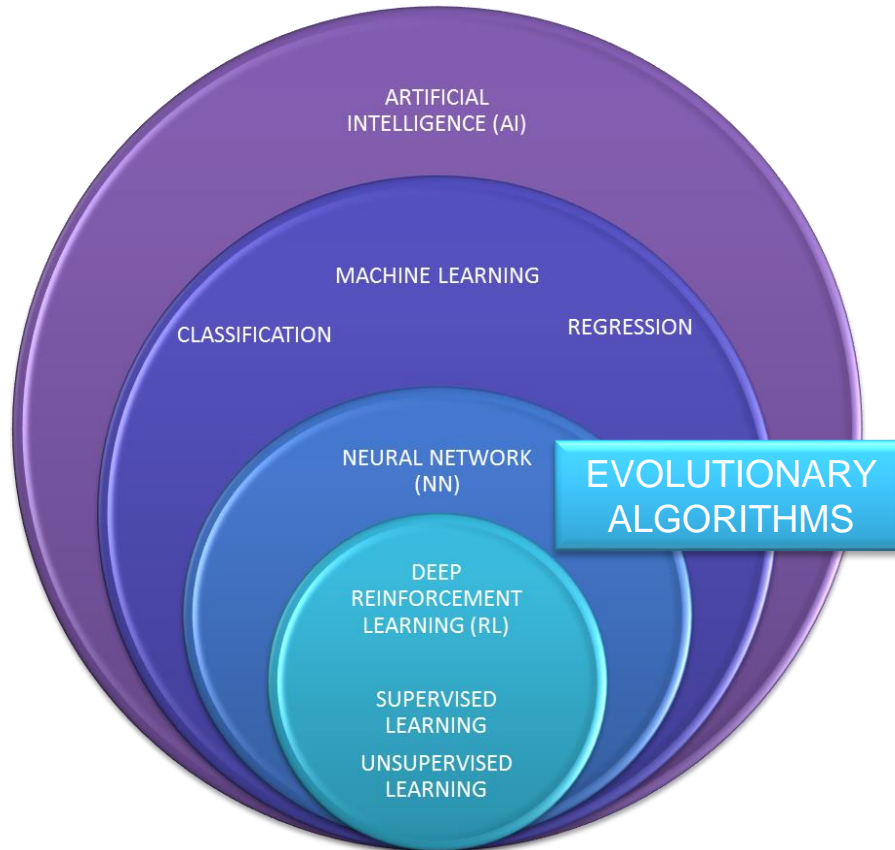 ARTIFICIAL
INTELLIGENCE (AI)
MACHINE LEARNING
CLASSIFICATION
REGRESSION
NEURAL NETWORK
(NN)
EVOLUTIONARY
ALGORITHMS
DEEP
REINFORCEMENT
LEARNING (RL)
SUPERVISED
LEARNING
UNSUPERVISED
LEARNING